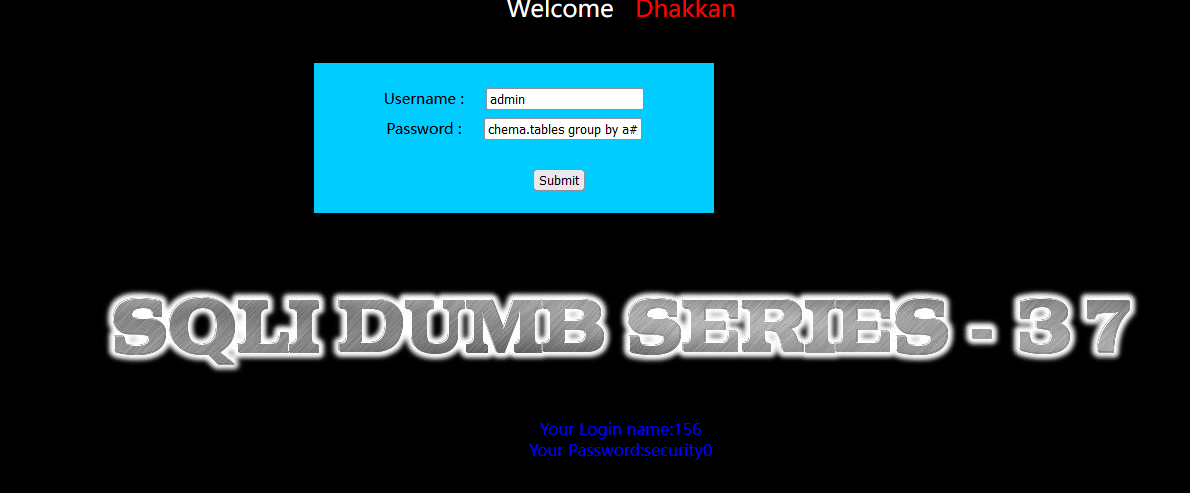 Welcome Dhakkan
Username : admin
Password : chema.tables group by a#
Submit
SQLI DUMB SERIES - 37
Your Login name:156
Your Password:security0